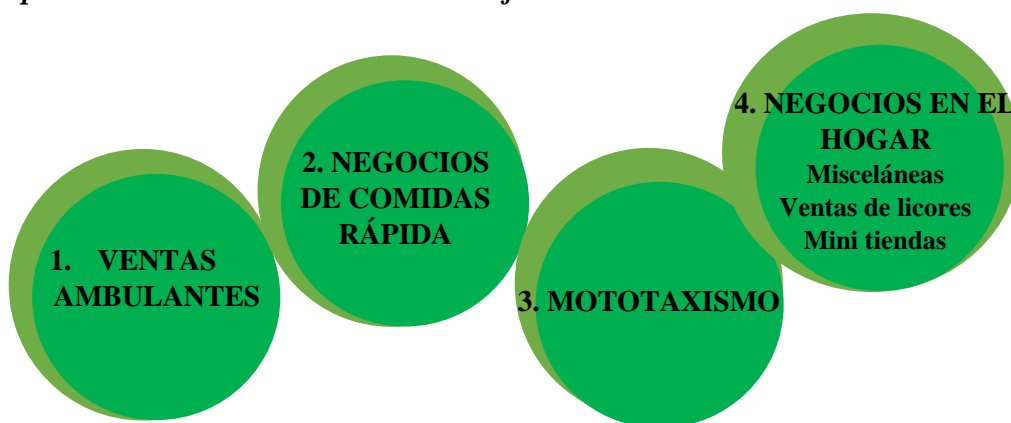 1. VENTAS
AMBULANTES
2. NEGOCIOS
DE COMIDAS
RÁPIDA
3. MOTOTAXISMO
4. NEGOCIOS EN EL
HOGAR
Misceláneas
Ventas de licores
Mini tiendas